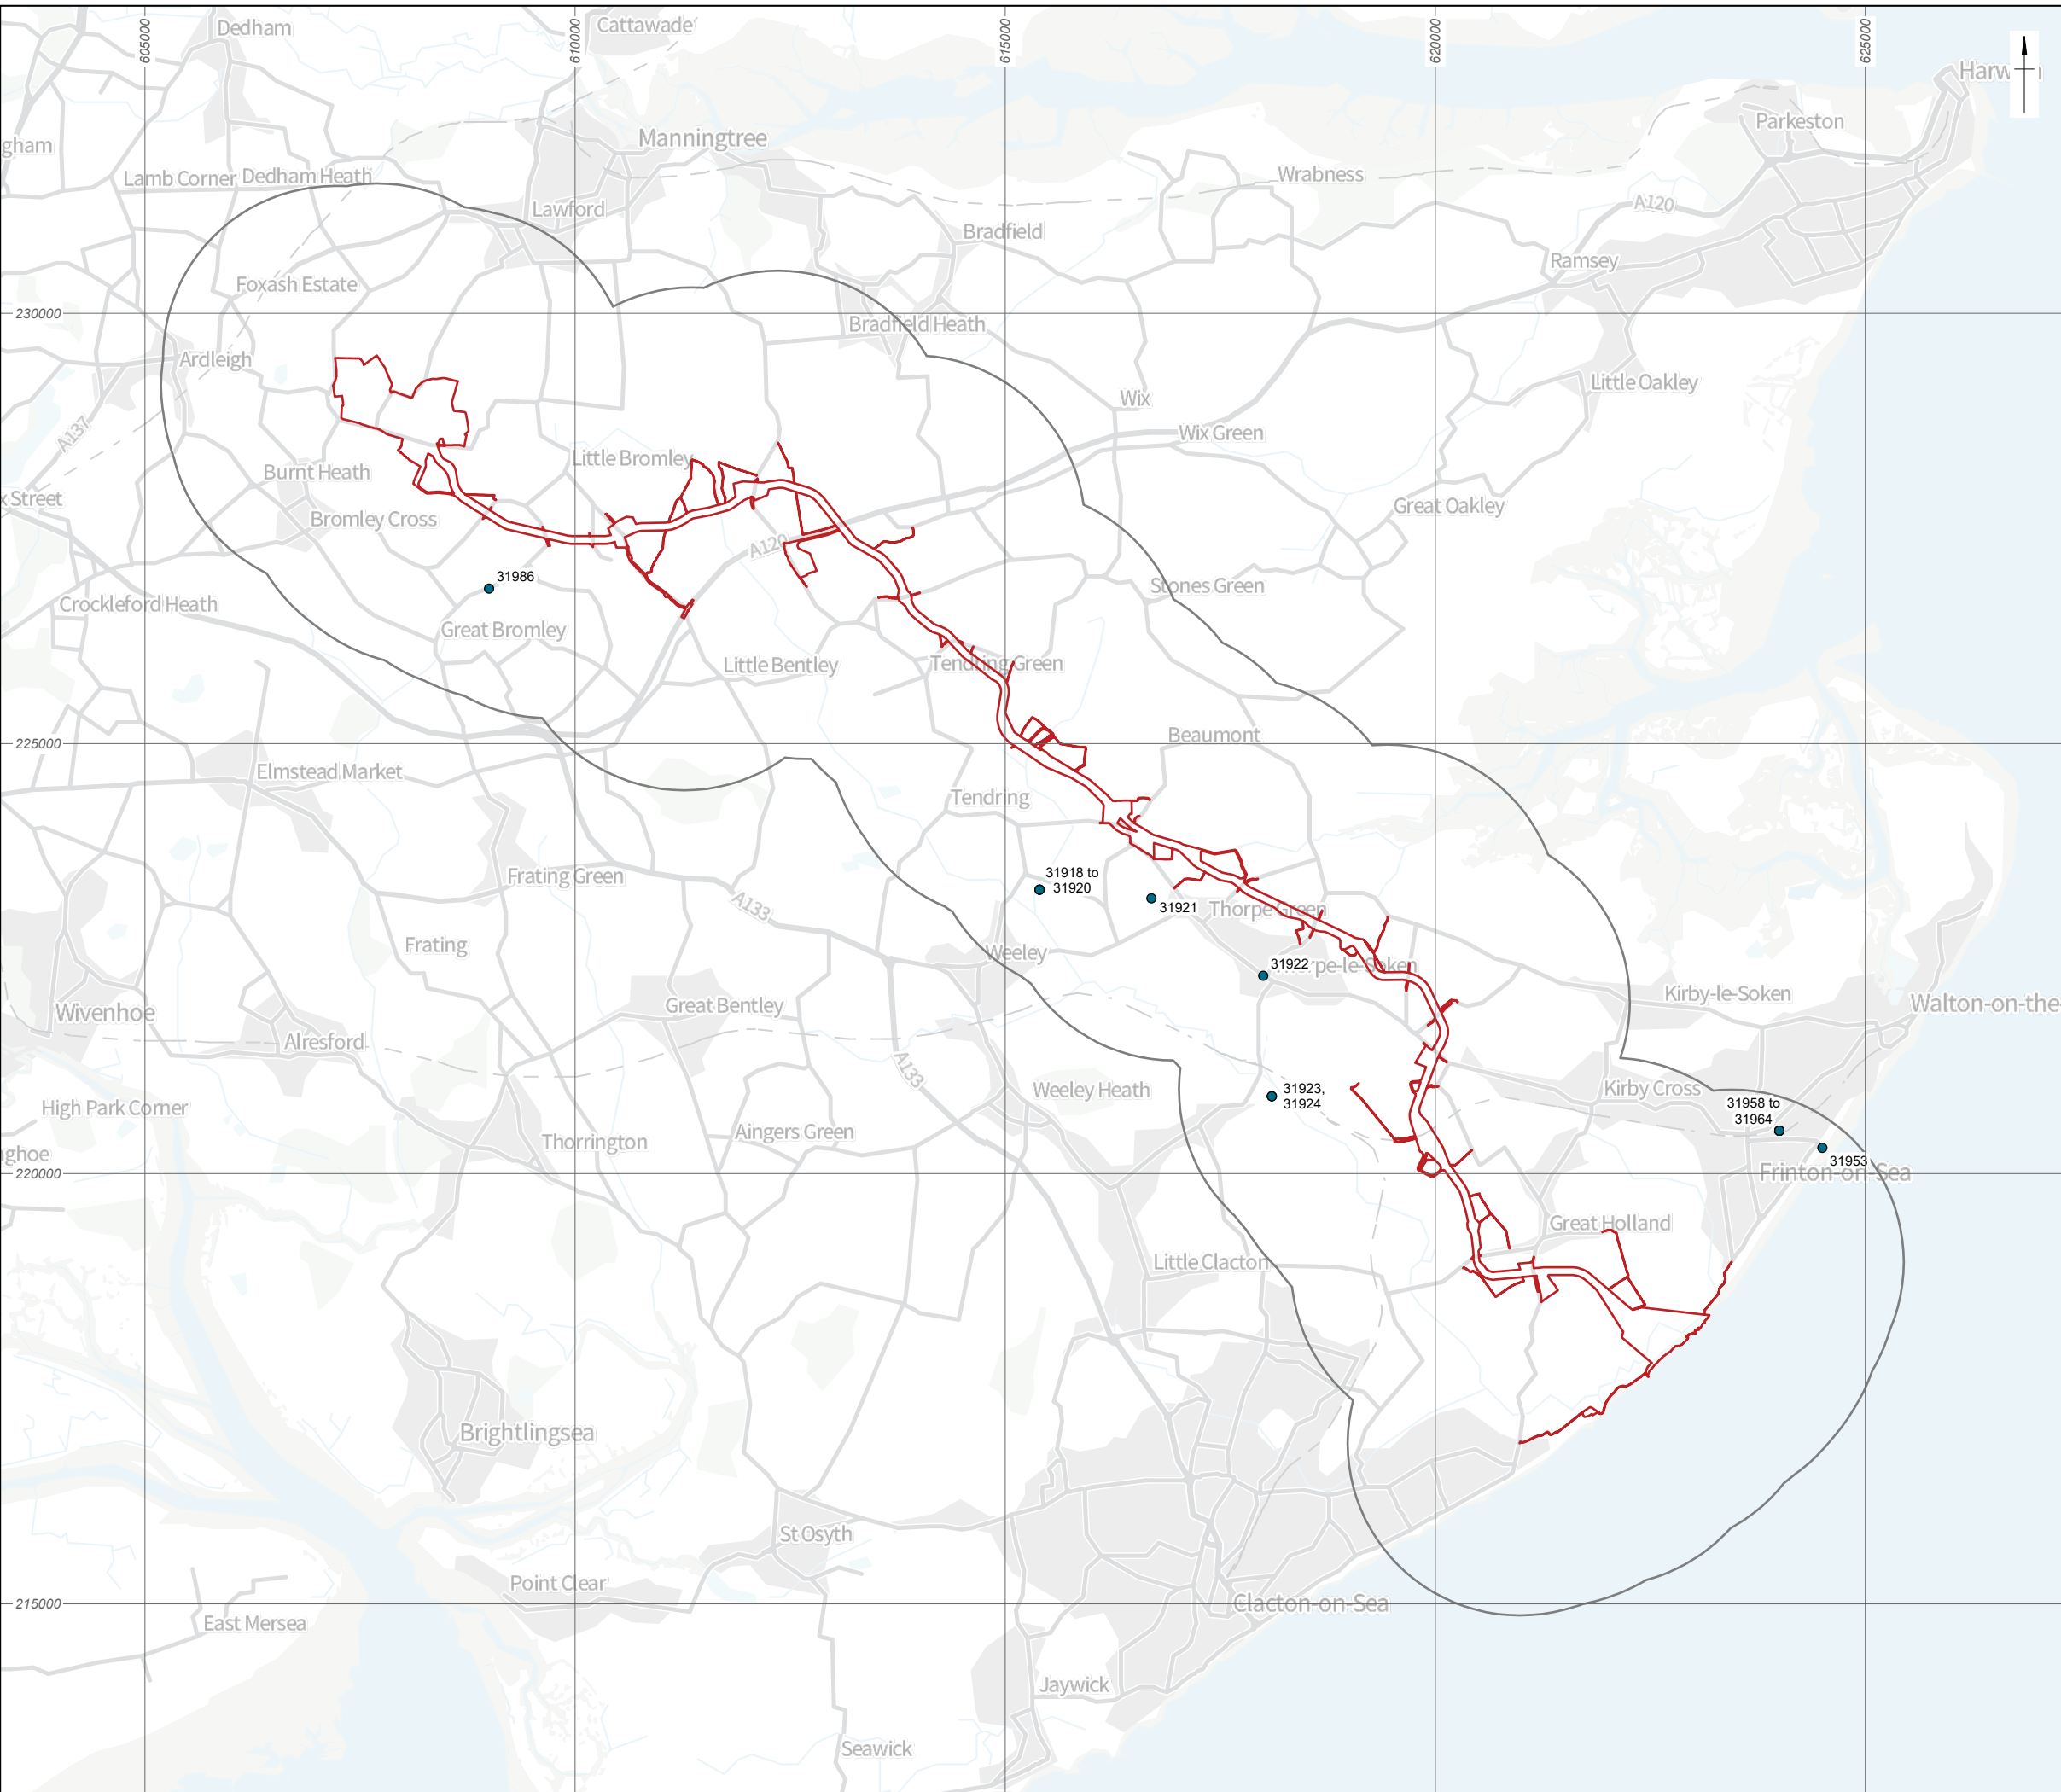 605000
610000
615000
620000
625000
Dedham
Cattawade
Harw
Parkeston
Manningtree
gham
Lamb Corner
Dedham Heath
Wrabness
A120
Lawford
Bradfield
Ramsey
Foxash Estate
230000
Bradfield Heath
Ardleigh
Little Oakley
Wix
A137
Wix Green
Little Bromley
Burnt Heath
x Street
Great Oakley
Bromley Cross
A120
31986
Stones Green
Crockleford Heath
Great Bromley
Little Bentley
Tendring Green
Beaumont
225000
Elmstead Market
Tendring
Frating Green
31918 to
31920
A133
31921
Thorpe Green
Frating
Weeley
31922
rpe-le-Soken
Kirby-le-Soken
Great Bentley
Walton-on-the-
Wivenhoe
Alresford
A133
Weeley Heath
31923,
31924
Kirby Cross
High Park Corner
31958 to
31964
Aingers Green
Thorrington
ghoe
31953
220000
Frinton-on-Sea
Great Holland
Little Clacton
Brightlingsea
St Osyth
Point Clear
215000
Clacton-on-Sea
East Mersea
Jaywick
Seawick